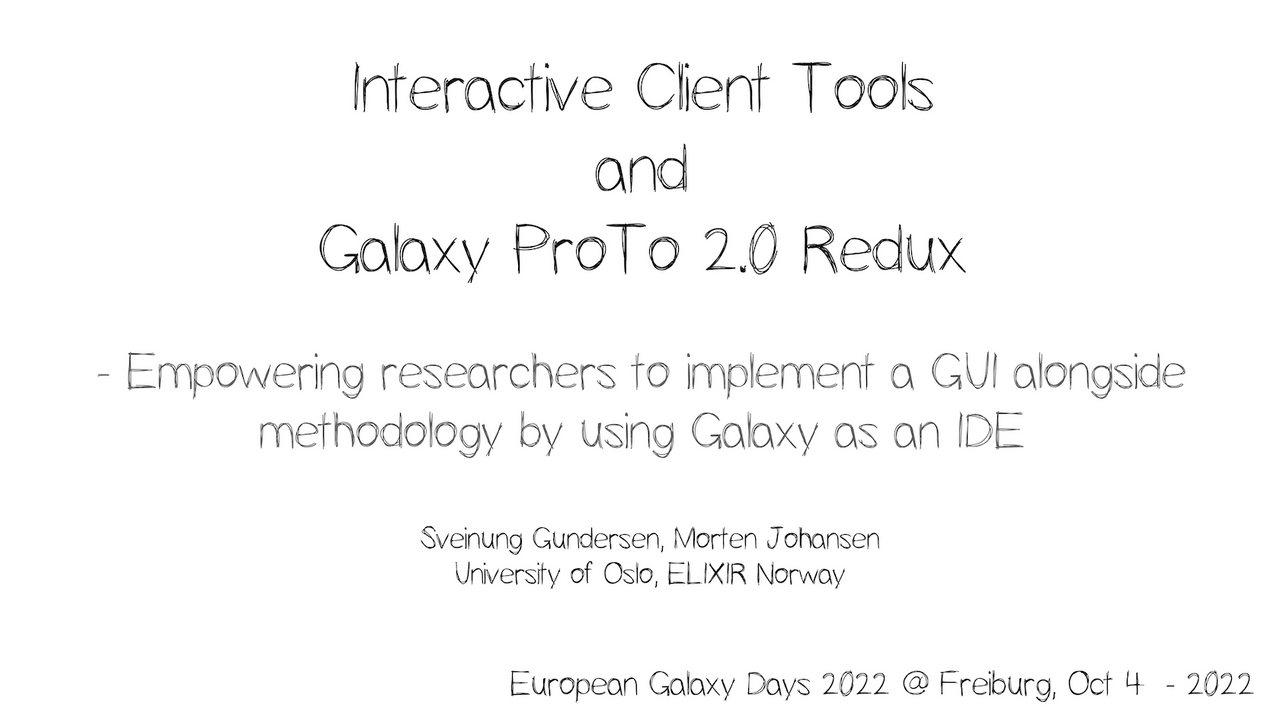 Interactive Client Tools
and
Galaxy ProTo 2.0 Redux
- Empowering researchers to implement a GUI alongside
methodology by using Galaxy as an IDE
Sveinung Gundersen, Morten Johansen
University of Oslo, ELIXIR Norway
European Galaxy Days 2022 @ Freiburg, Oct 4 - 2022